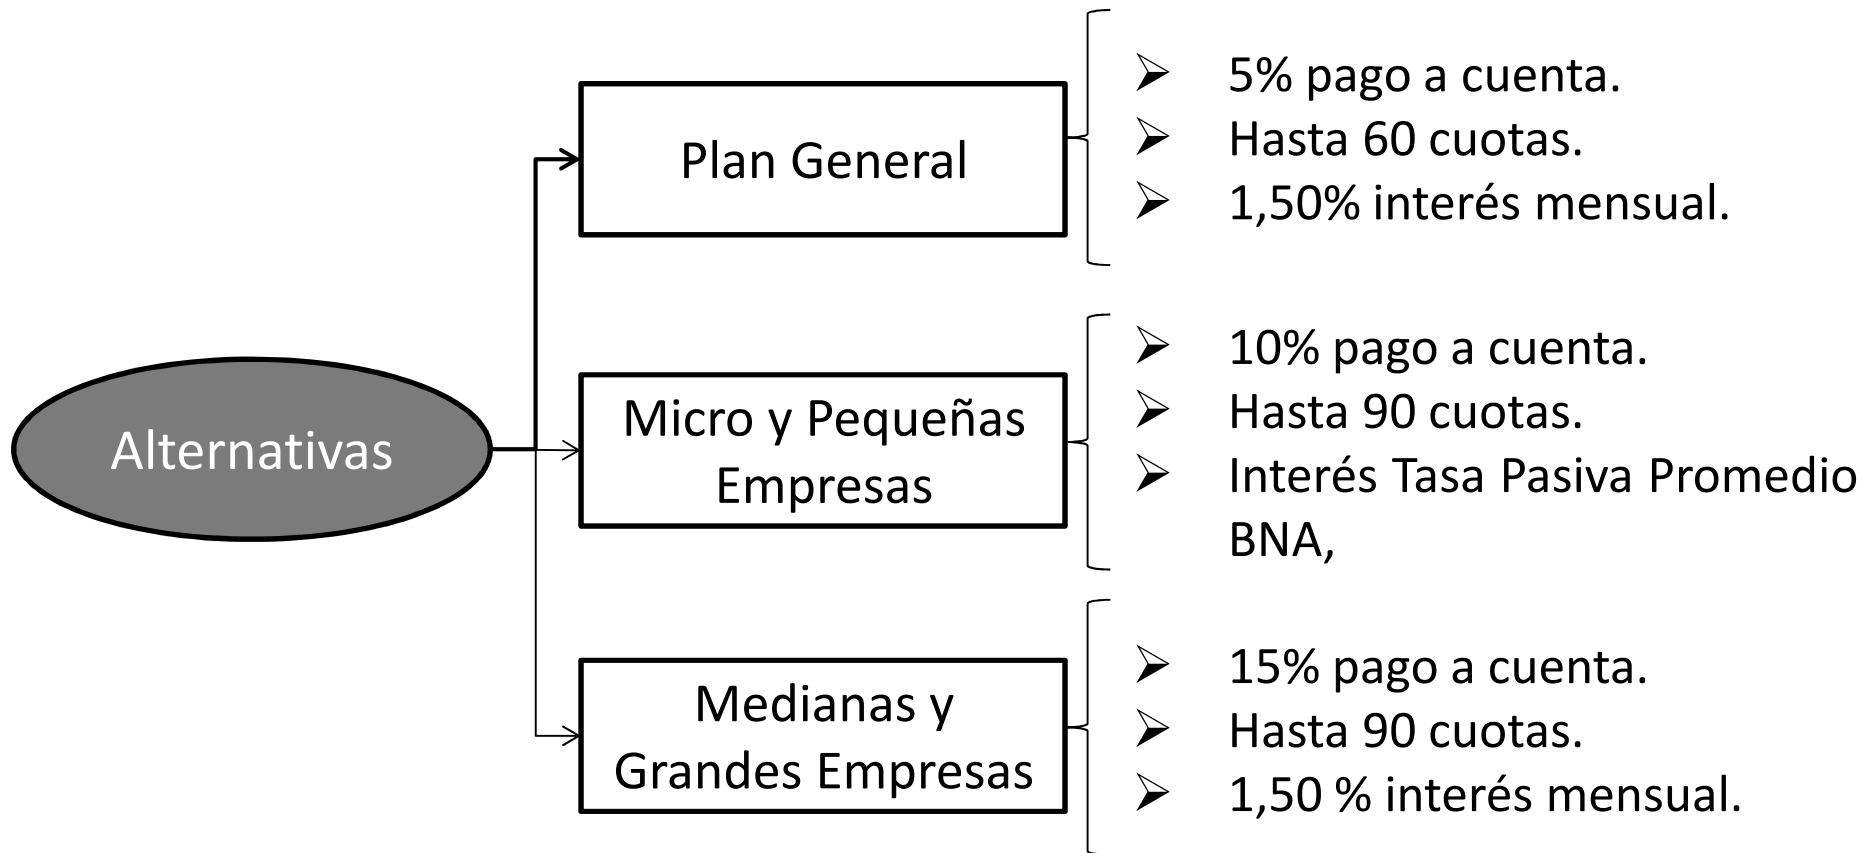 Alternativas
Plan General
5% pago a cuenta.
Hasta 60 cuotas.
1,50% interés mensual.
Micro y Pequeñas
Empresas
10% pago a cuenta.
Hasta 90 cuotas.
Interés Tasa Pasiva Promedio
BNA,
Medianas y
Grandes Empresas
15% pago a cuenta.
Hasta 90 cuotas.
1,50 % interés mensual.